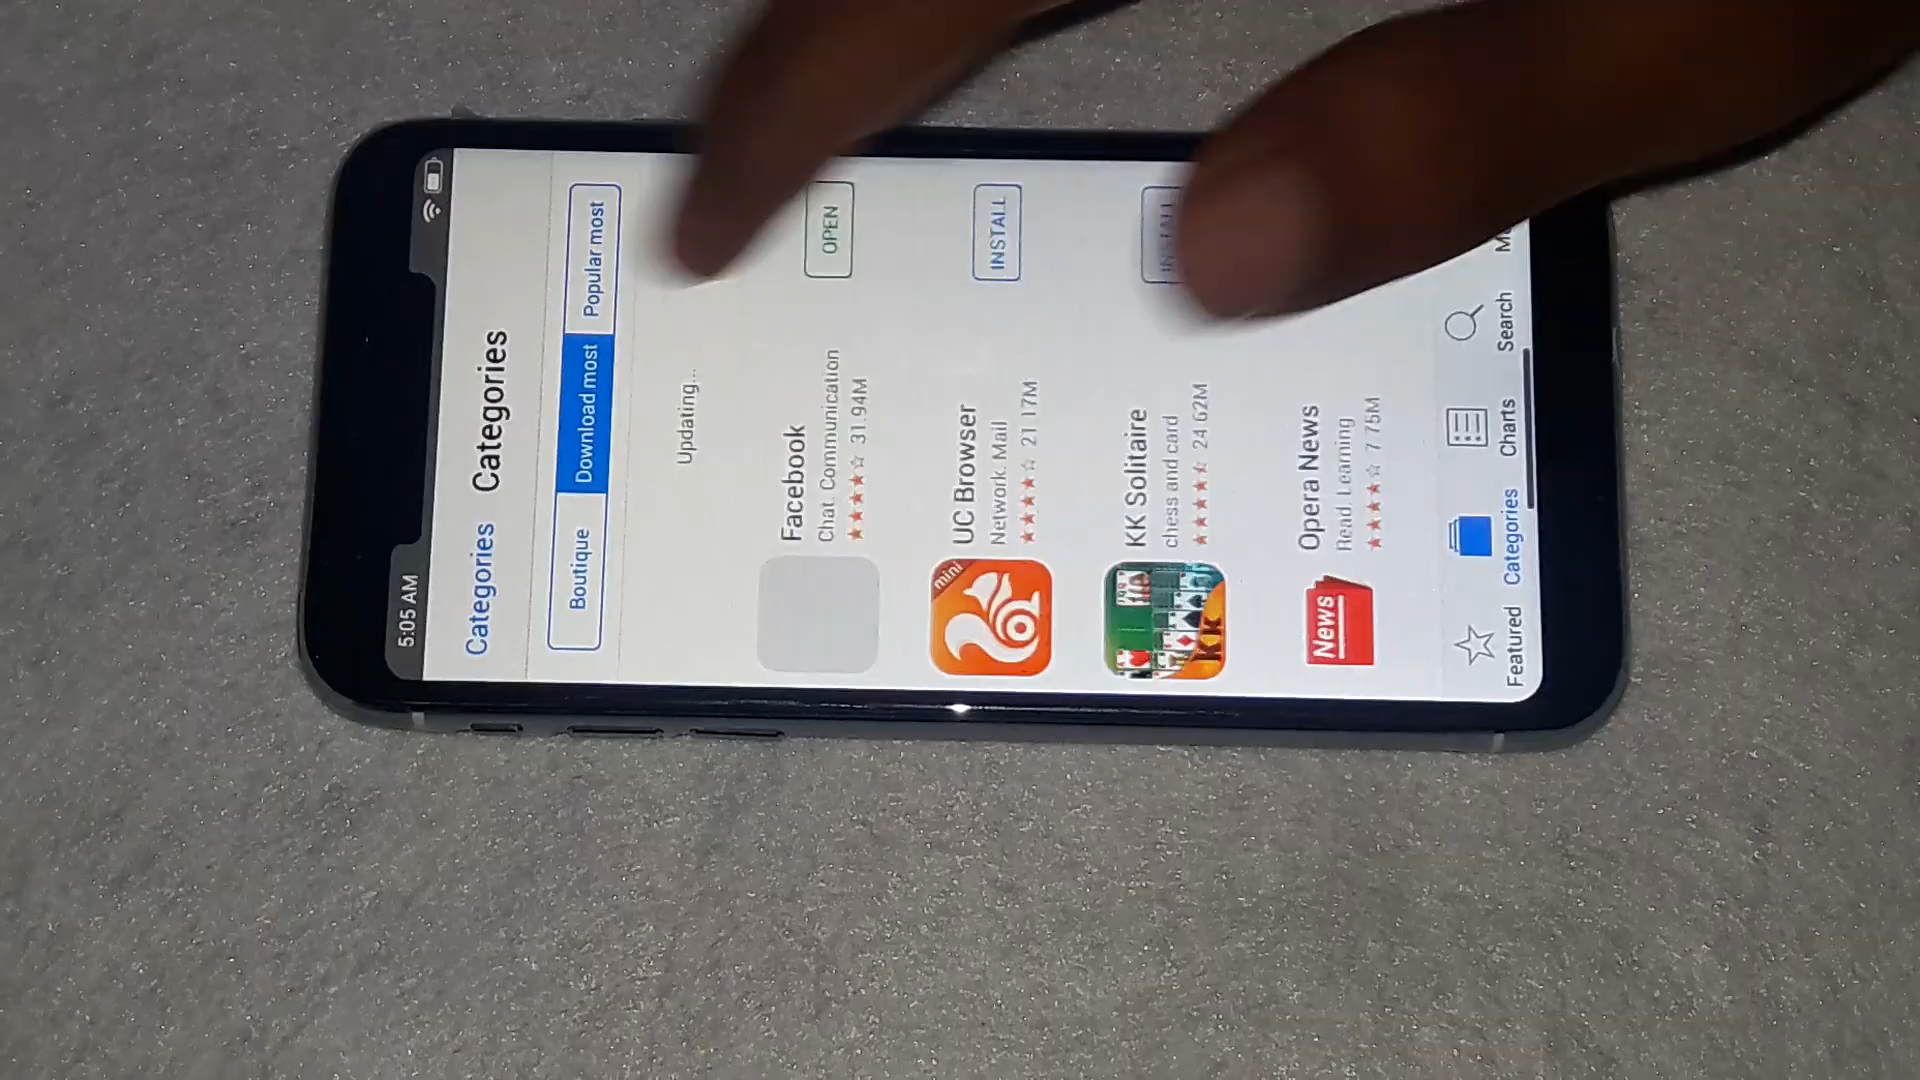 5:05 AM
Categories Categories
Boutique Download most Popular most
Updating...
Facebook
Chat. Communication
31.94M
OPEN
mini
UC Browser
Network. Mail
21.17M
INSTALL
KK
KK Solitaire
chess and card
24.62M
INSTALL
News
Opera News
Read. Learning
7.75M
Featured Categories Charts Search